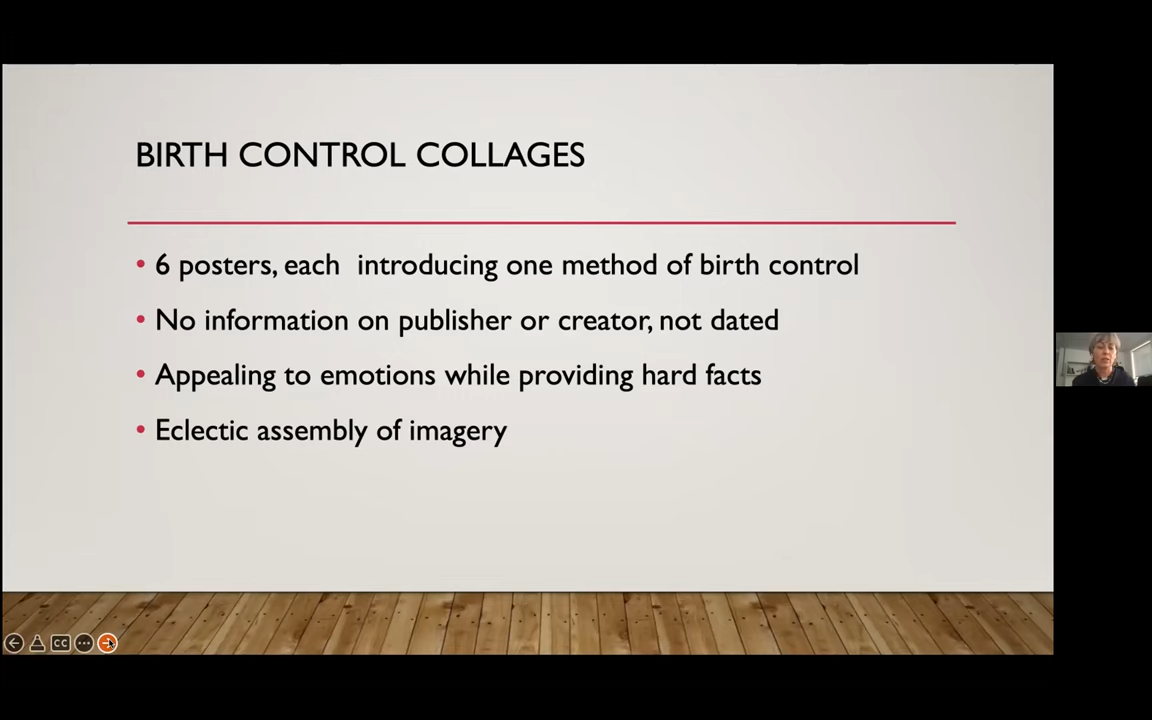 BIRTH CONTROL COLLAGES
• 6 posters, each  introducing one method of birth control
• No information on publisher or creator, not dated
• Appealing to emotions while providing hard facts
• Eclectic assembly of imagery
CC